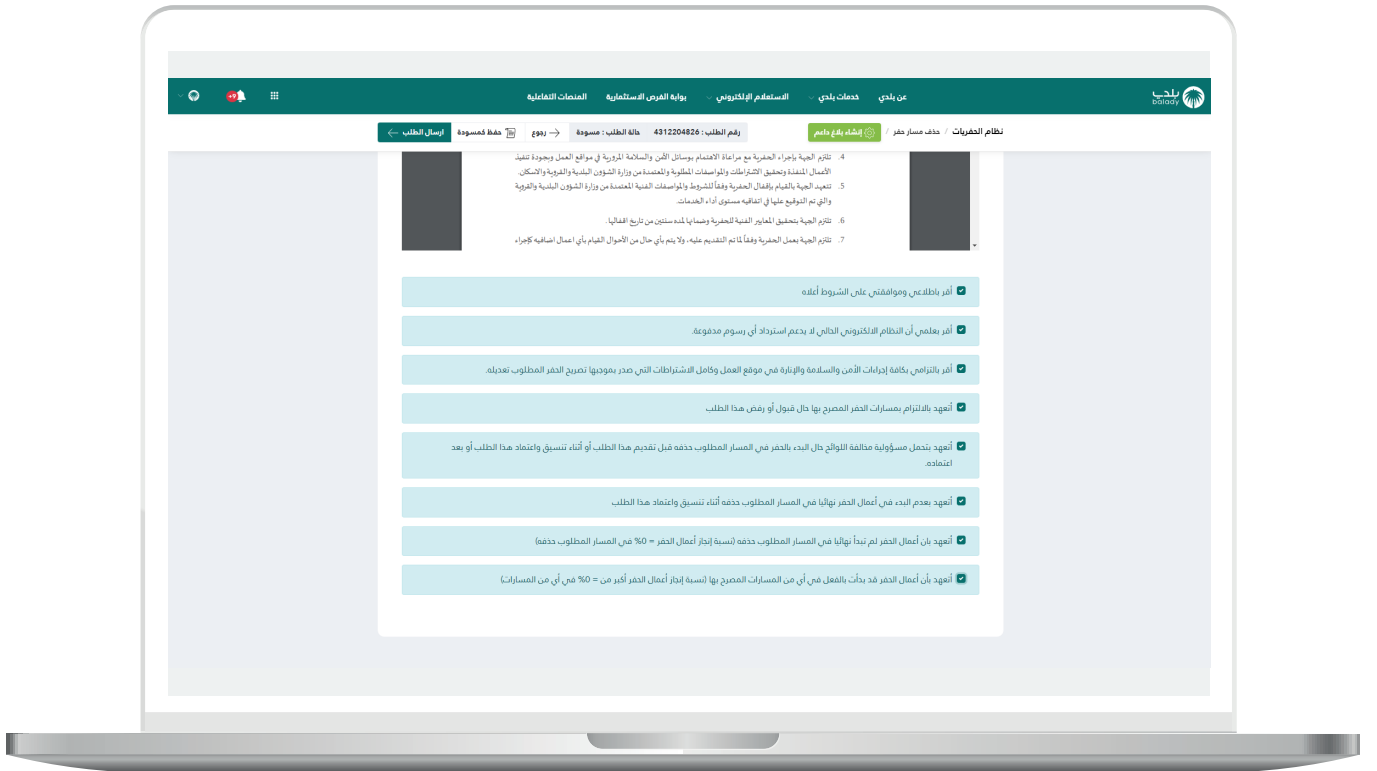 بلدي
balady
عن بلدي
خدمات بلدي
الاستعلام الإلكتروني
بوابة الفرص الاستثمارية
المنصات التفاعلية
+9
نظام الحفريات / حذف مسار حفر /
إنشاء بلاغ داعم
رقم الطلب : 4312204826
حالة الطلب : مسودة
رجوع
حفظ كمسودة
ارسال الطلب
4. تلتزم الجهة بإجراء الحفرية مع مراعاة الاهتمام بوسائل الأمن والسلامة المرورية في مواقع العمل وبجودة تنفيذ
الأعمال المنفذة وتحقيق الاشتراطات والمواصفات المطلوبة والمعتمدة من وزارة الشؤون البلدية والقروية والاسكان.
5. تتعهد الجهة بالقيام بإقفال الحفرية وفقاً للشروط والمواصفات الفنية المعتمدة من وزارة الشؤون البلدية والقروية
والتي تم التوقيع عليها في اتفاقيه مستوى أداء الخدمات.
6. تلتزم الجهة بتحقيق المعايير الفنية للحفرية وضمانها لمده سنتين من تاريخ اقفالها .
7. تلتزم الجهة بعمل الحفرية وفقاً لما تم التقديم عليه، ولا يتم بأي حال من الأحوال القيام بأي اعمال اضافيه كإجراء
أقر باطلاعي وموافقتي على الشروط أعلاه
أقر بعلمي أن النظام الالكتروني الحالي لا يدعم استرداد أي رسوم مدفوعة.
أقر بالتزامي بكافة إجراءات الأمن والسلامة والإنارة في موقع العمل وكامل الاشتراطات التي صدر بموجبها تصريح الحفر المطلوب تعديله.
أتعهد بالالتزام بمسارات الحفر المصرح بها حال قبول أو رفض هذا الطلب
أتعهد بتحمل مسؤولية مخالفة اللوائح حال البدء بالحفر في المسار المطلوب حذفه قبل تقديم هذا الطلب أو أثناء تنسيق واعتماد هذا الطلب أو بعد
اعتماده.
أتعهد بعدم البدء في أعمال الحفر نهائيا في المسار المطلوب حذفه أثناء تنسيق واعتماد هذا الطلب
أتعهد بان أعمال الحفر لم تبدأ نهائيا في المسار المطلوب حذفه (نسبة إنجاز أعمال الحفر = 0% في المسار المطلوب حذفه)
أتعهد بأن أعمال الحفر قد بدأت بالفعل في أي من المسارات المصرح بها (نسبة إنجاز أعمال الحفر أكبر من = 0% في أي من المسارات)